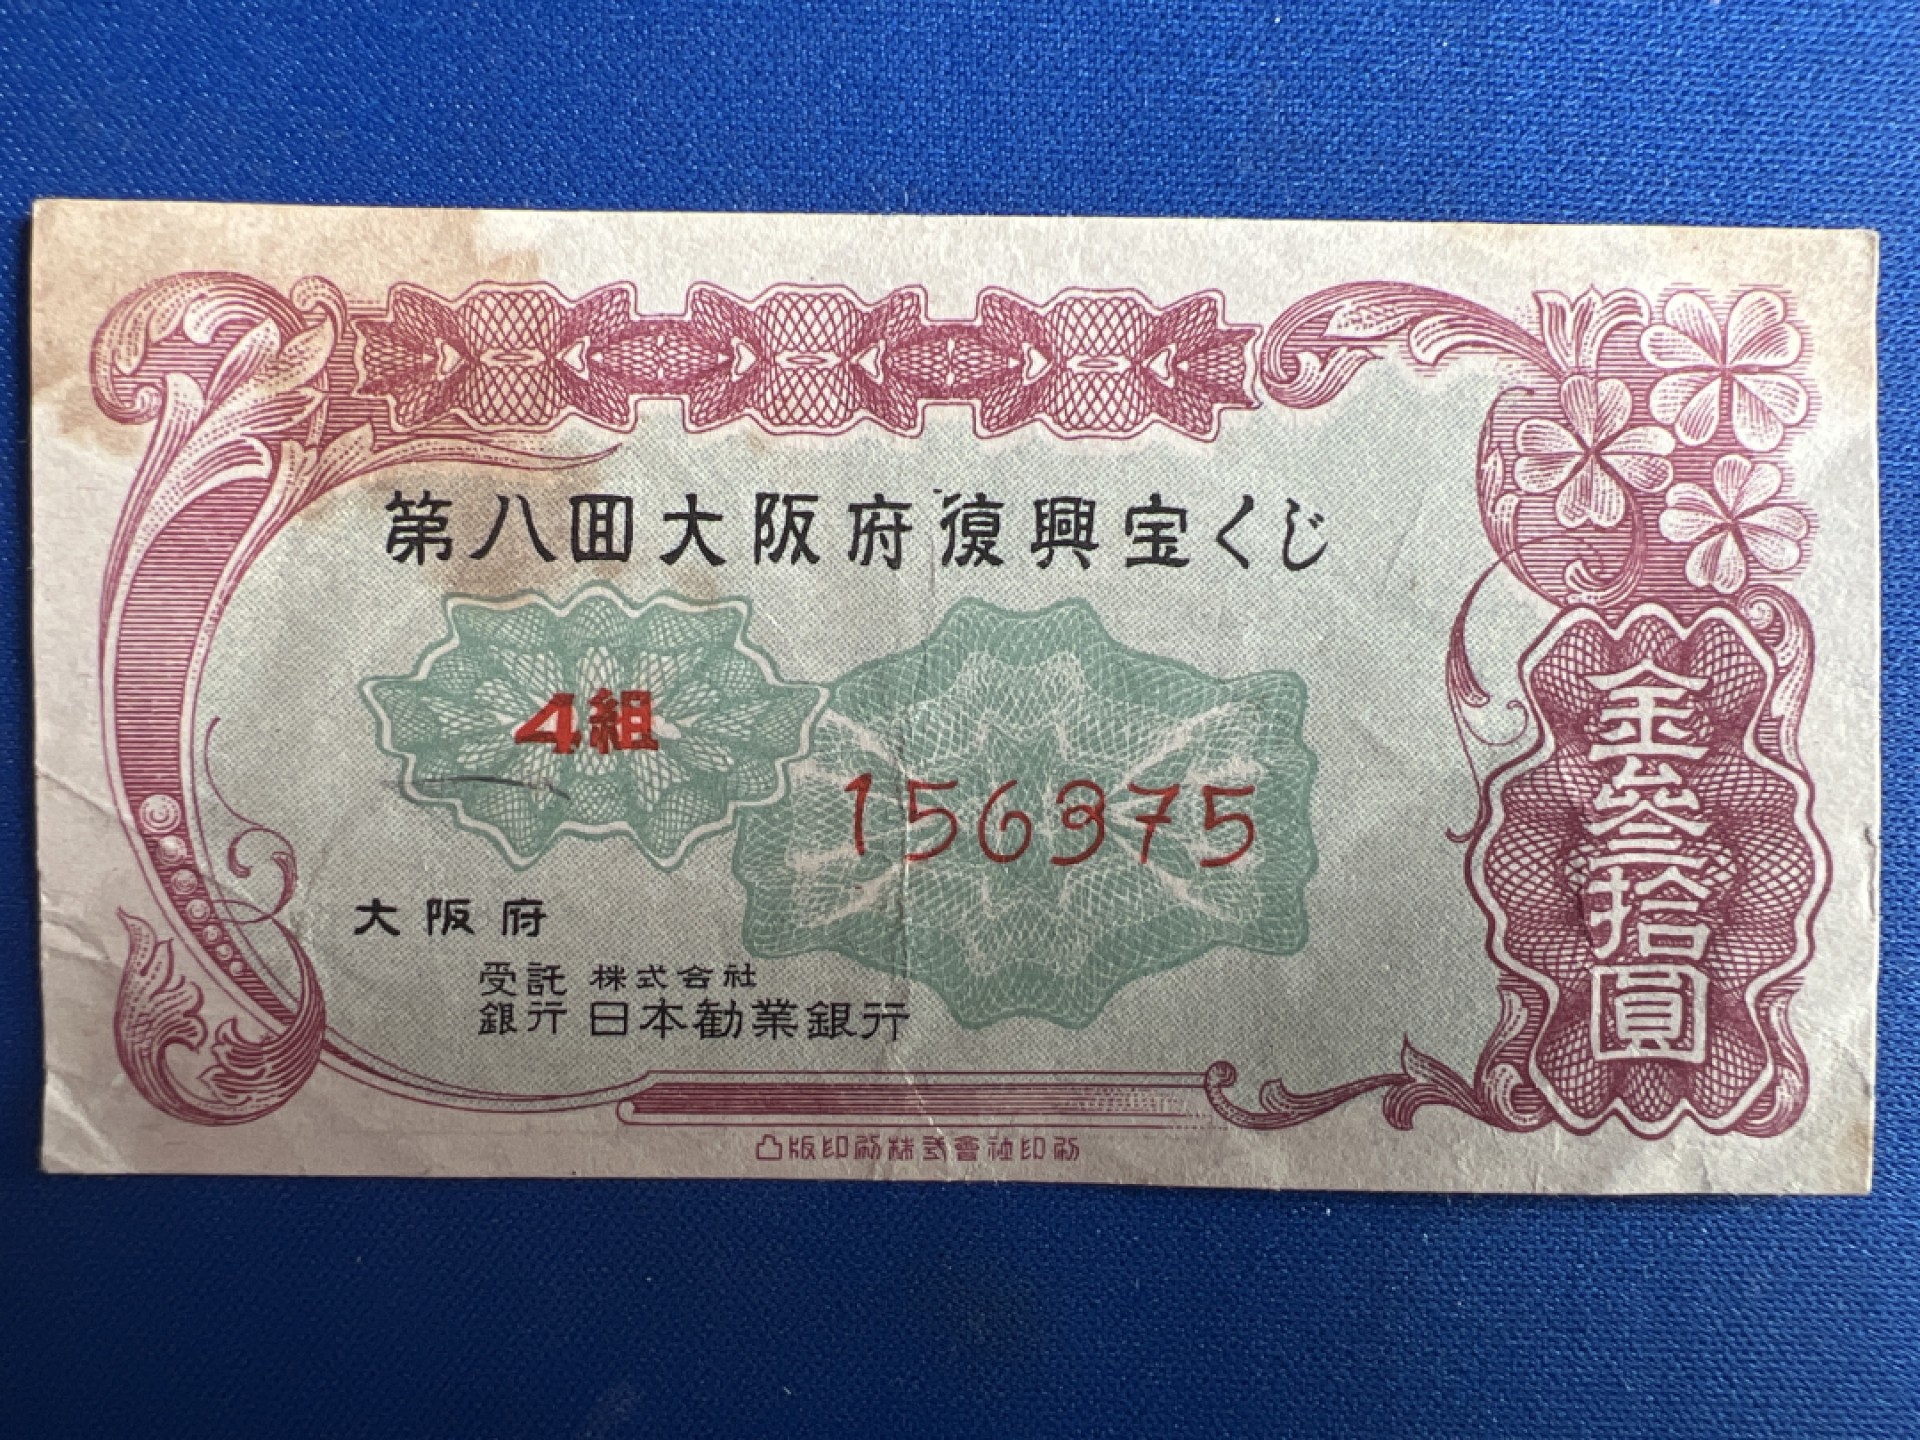 第八回大阪府復興宝くじ
4組
156375
大阪府
受託 株式会社
銀行 日本勧業銀行
金参拾圓
凸版印刷株式會社印刷